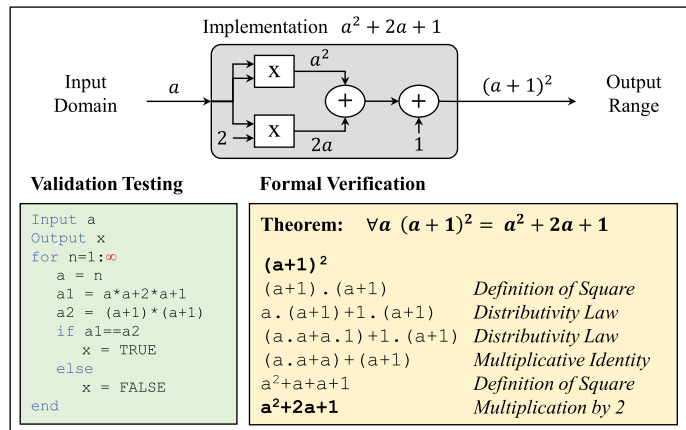 Implementation a² + 2a + 1
Input Domain
a
2
x
a²
x
2a
+
+
1
(a + 1)²
Output Range
Validation Testing
Input a
Output x
for n=1:∞
a = n
a1 = a*a+2*a+1
a2 = (a+1)*(a+1)
if a1==a2
x = TRUE
else
x = FALSE
end
Formal Verification
Theorem: ∀a (a + 1)² = a² + 2a + 1
(a+1)²
(a+1).(a+1) Definition of Square
a.(a+1)+1.(a+1) Distributivity Law
(a.a+a.1)+1.(a+1) Distributivity Law
(a.a+a)+(a+1) Multiplicative Identity
a²+a+a+1 Definition of Square
a²+2a+1 Multiplication by 2